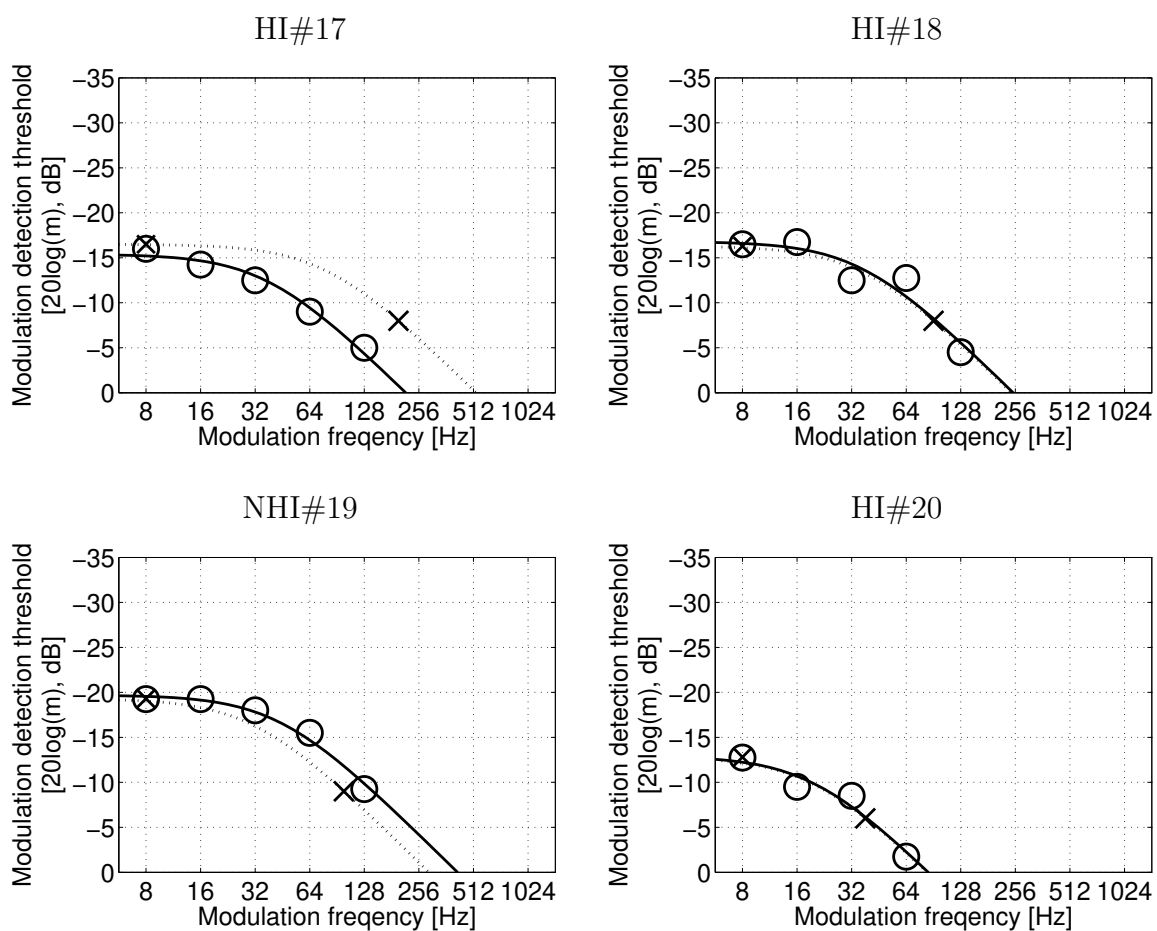 HI#17
Modulation detection threshold
[20log(m), dB]
−35
−30
−25
−20
−15
−10
−5
0
8 16 32 64 128 256 512 1024
Modulation freqency [Hz]
HI#18
Modulation detection threshold
[20log(m), dB]
−35
−30
−25
−20
−15
−10
−5
0
8 16 32 64 128 256 512 1024
Modulation freqency [Hz]
NHI#19
Modulation detection threshold
[20log(m), dB]
−35
−30
−25
−20
−15
−10
−5
0
8 16 32 64 128 256 512 1024
Modulation freqency [Hz]
HI#20
Modulation detection threshold
[20log(m), dB]
−35
−30
−25
−20
−15
−10
−5
0
8 16 32 64 128 256 512 1024
Modulation freqency [Hz]